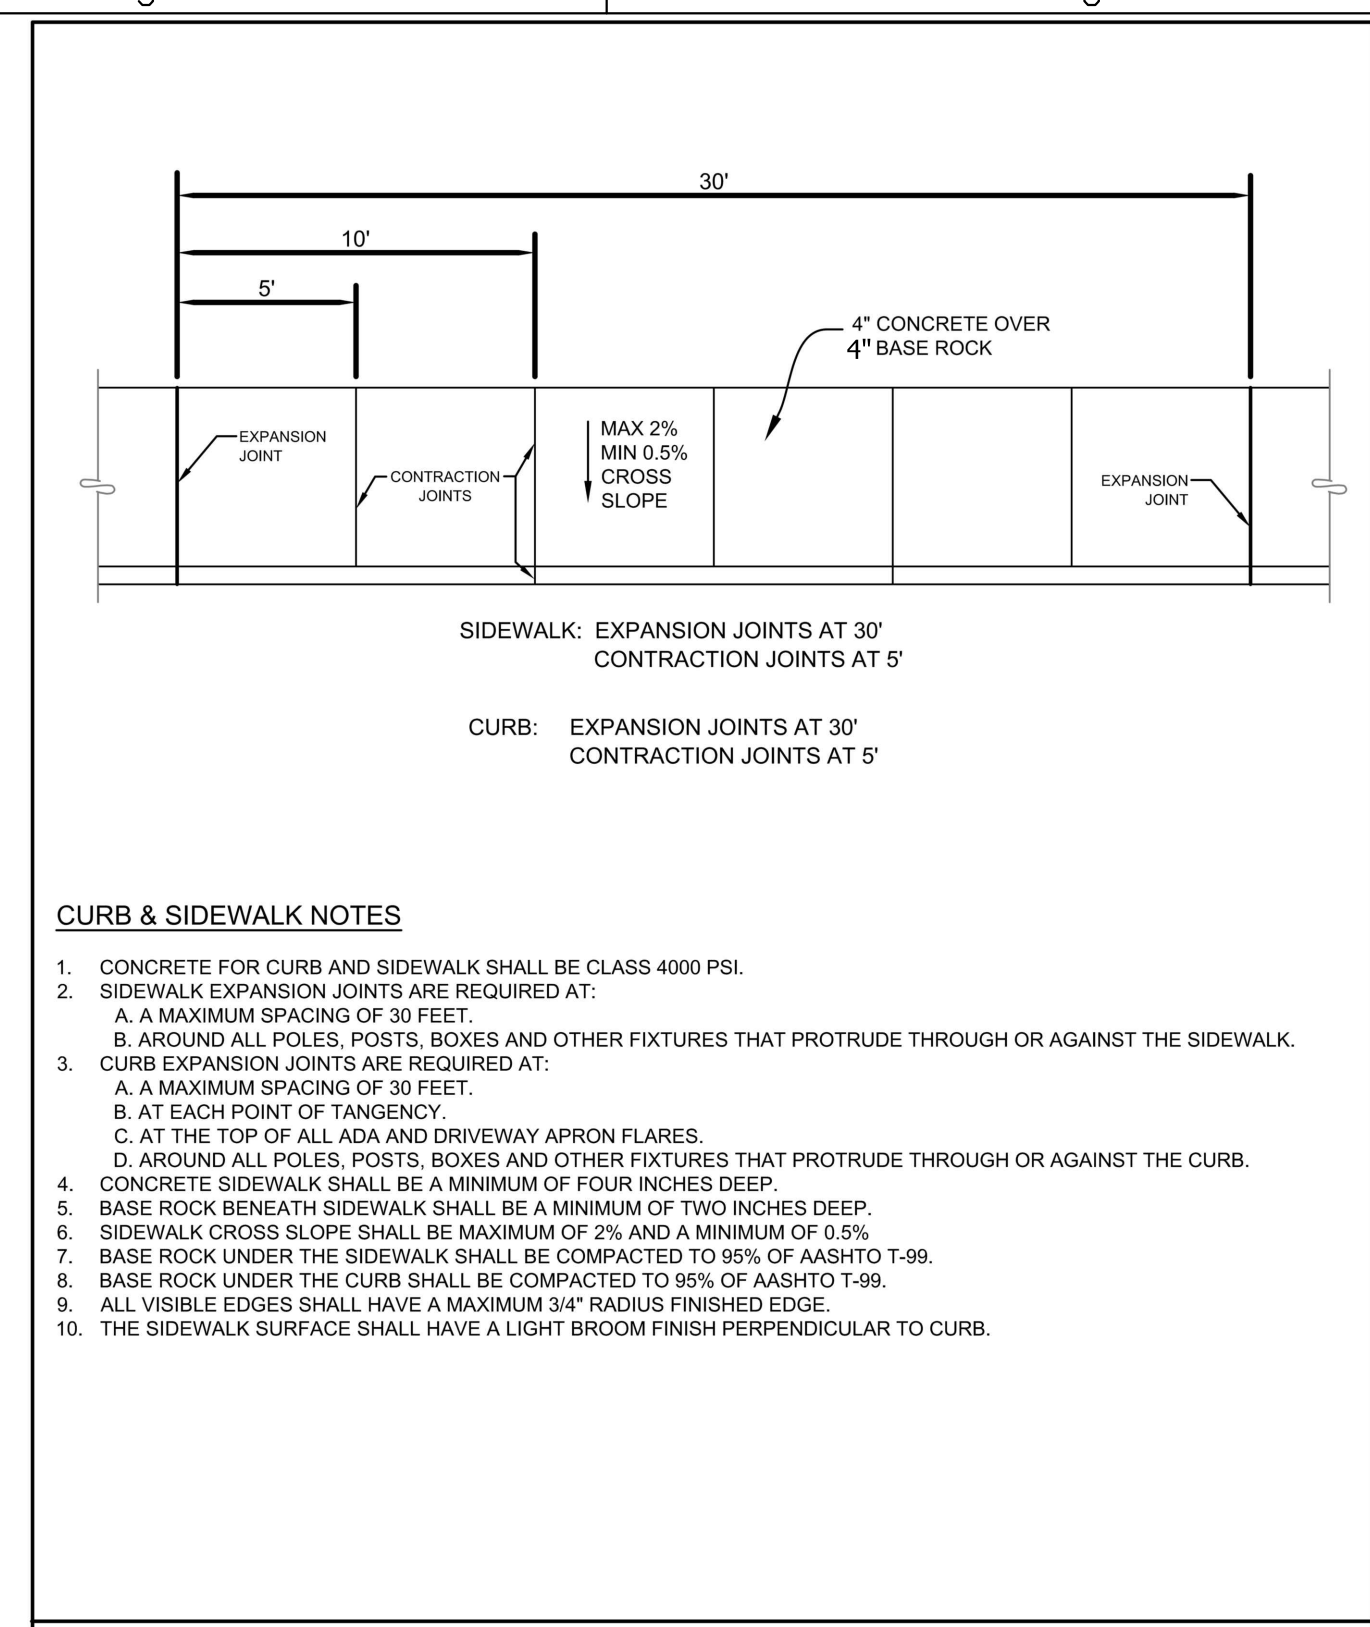 30'
10'
5'
4" CONCRETE OVER
4" BASE ROCK
EXPANSION
JOINT
CONTRACTION
JOINTS
MAX 2%
MIN 0.5%
CROSS
SLOPE
EXPANSION
JOINT
SIDEWALK: EXPANSION JOINTS AT 30'
CONTRACTION JOINTS AT 5'
CURB: EXPANSION JOINTS AT 30'
CONTRACTION JOINTS AT 5'
CURB & SIDEWALK NOTES
1. CONCRETE FOR CURB AND SIDEWALK SHALL BE CLASS 4000 PSI.
2. SIDEWALK EXPANSION JOINTS ARE REQUIRED AT:
A. A MAXIMUM SPACING OF 30 FEET.
B. AROUND ALL POLES, POSTS, BOXES AND OTHER FIXTURES THAT PROTRUDE THROUGH OR AGAINST THE SIDEWALK.
3. CURB EXPANSION JOINTS ARE REQUIRED AT:
A. A MAXIMUM SPACING OF 30 FEET.
B. AT EACH POINT OF TANGENCY.
C. AT THE TOP OF ALL ADA AND DRIVEWAY APRON FLARES.
D. AROUND ALL POLES, POSTS, BOXES AND OTHER FIXTURES THAT PROTRUDE THROUGH OR AGAINST THE CURB.
4. CONCRETE SIDEWALK SHALL BE A MINIMUM OF FOUR INCHES DEEP.
5. BASE ROCK BENEATH SIDEWALK SHALL BE A MINIMUM OF TWO INCHES DEEP.
6. SIDEWALK CROSS SLOPE SHALL BE MAXIMUM OF 2% AND A MINIMUM OF 0.5%
7. BASE ROCK UNDER THE SIDEWALK SHALL BE COMPACTED TO 95% OF AASHTO T-99.
8. BASE ROCK UNDER THE CURB SHALL BE COMPACTED TO 95% OF AASHTO T-99.
9. ALL VISIBLE EDGES SHALL HAVE A MAXIMUM 3/4" RADIUS FINISHED EDGE.
10. THE SIDEWALK SURFACE SHALL HAVE A LIGHT BROOM FINISH PERPENDICULAR TO CURB.